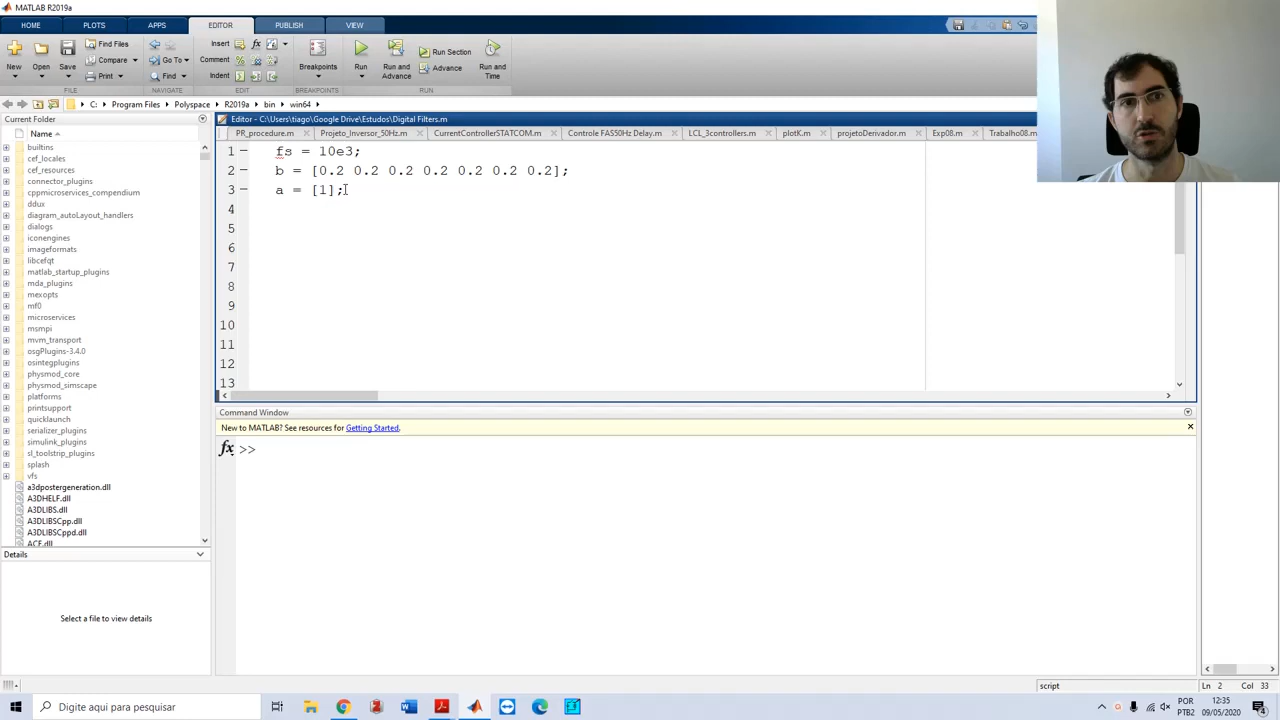 MATLAB R2019a
HOME PLOTS APPS EDITOR PUBLISH VIEW
New Open Save Find Files Compare Print Go To Find Insert fx Comment Indent Breakpoints Run Run and Advance Run Section Advance Run and Time
FILE NAVIGATE EDIT BREAKPOINTS RUN
C: Program Files Polyspace R2019a bin win64
Current Folder
Name
builtins
cef_locales
cef_resources
connector_plugins
cppmicroservices_compendium
ddux
diagram_autoLayout_handlers
dialogs
iconengines
imageformats
libcefqt
matlab_startup_plugins
mda_plugins
mexopts
mf0
microservices
msmpi
mvm_transport
osgPlugins-3.4.0
osintegplugins
physmod_core
physmod_simscape
platforms
printsupport
quicklaunch
serializer_plugins
simulink_plugins
sl_toolstrip_plugins
splash
vfs
a3dpostergeneration.dll
A3DHELF.dll
A3DLIBS.dll
A3DLIBSCpp.dll
A3DLIBSCppd.dll
ACE.dll
Details
Select a file to view details
Editor - C:\Users\tiago\Google Drive\Estudos\Digital Filters.m
PR_procedure.m Projeto_Inversor_50Hz.m CurrentControllerSTATCOM.m Controle FAS50Hz Delay.m LCL_3controllers.m plotK.m projetoDerivador.m Exp08.m Trabalho08.m
1 fs = 10e3;
2 b = [0.2 0.2 0.2 0.2 0.2 0.2 0.2];
3 a = [1];
4
5
6
7
8
9
10
11
12
13
Command Window
New to MATLAB? See resources for Getting Started.
fx >>
script Ln 2 Col 33
Digite aqui para pesquisar
POR
PTB2
12:35
09/05/2020